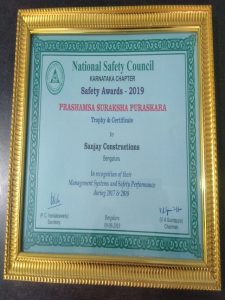 National Safety Council
KARNATAKA CHAPTER
Safety Awards - 2019
PRASHAMSA SURAKSHA PURASKARA
Trophy & Certificate
to
Sanjay Constructions
Bengaluru
In recognition of their
Management Systems and Safety Performance
during 2017 & 2018
Secretary
Bengaluru
Chairman